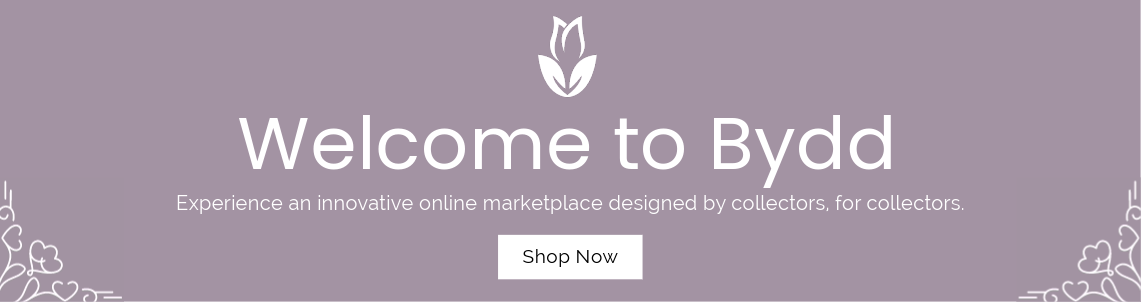 Welcome to Bydd
Experience an innovative online marketplace designed by collectors, for collectors.
Shop Now